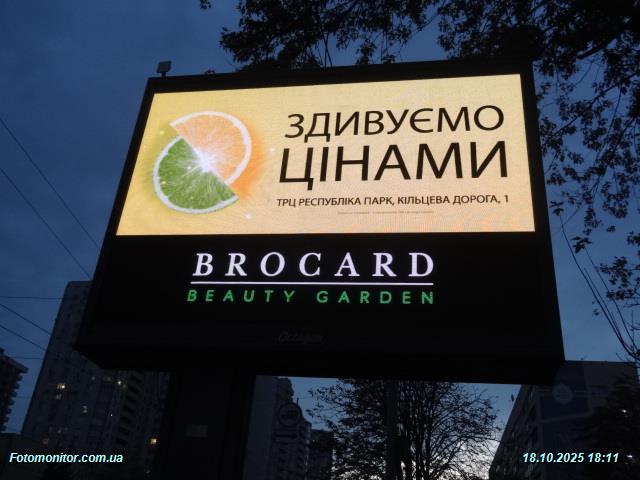 ЗДИВУЄМО
ЦІНАМИ
ТРЦ РЕСПУБЛІКА ПАРК, КІЛЬЦЕВА ДОРОГА, 1
BROCARD
BEAUTY GARDEN
Octagon
Fotomonitor.com.ua
18.10.2025 18:11